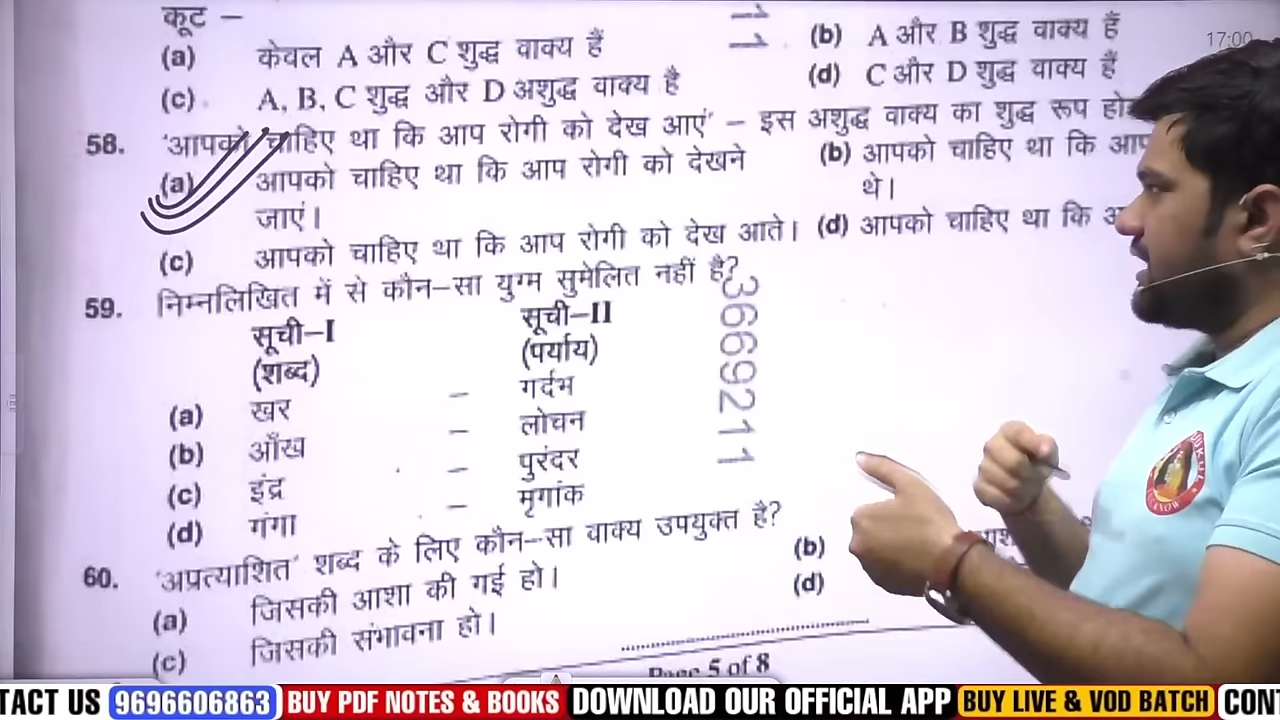 कूट –
(a) केवल A और C शुद्ध वाक्य हैं (b) A और B शुद्ध वाक्य हैं
(c) A, B, C शुद्ध और D अशुद्ध वाक्य है (d) C और D शुद्ध वाक्य हैं
11
17:00
58. 'आपको चाहिए था कि आप रोगी को देख आएं' – इस अशुद्ध वाक्य का शुद्ध रूप
(a) आपको चाहिए था कि आप रोगी को देखने (b) आपको चाहिए था कि आप
जाएं। थे।
(c) आपको चाहिए था कि आप रोगी को देख आते। (d) आपको चाहिए था कि
59. निम्नलिखित में से कौन–सा युग्म सुमेलित नहीं है?
सूची–I सूची–II
(शब्द) (पर्याय)
(a) खर – गर्दभ
(b) आँख – लोचन
(c) इंद्र – पुरंदर
(d) गंगा – मृगांक
3669211
60. 'अप्रत्याशित' शब्द के लिए कौन–सा वाक्य उपयुक्त है?
(a) जिसकी आशा की गई हो। (b)
(c) जिसकी संभावना हो। (d)
Page 5 of 8
TACT US 9696606863 BUY PDF NOTES & BOOKS DOWNLOAD OUR OFFICIAL APP BUY LIVE & VOD BATCH CON